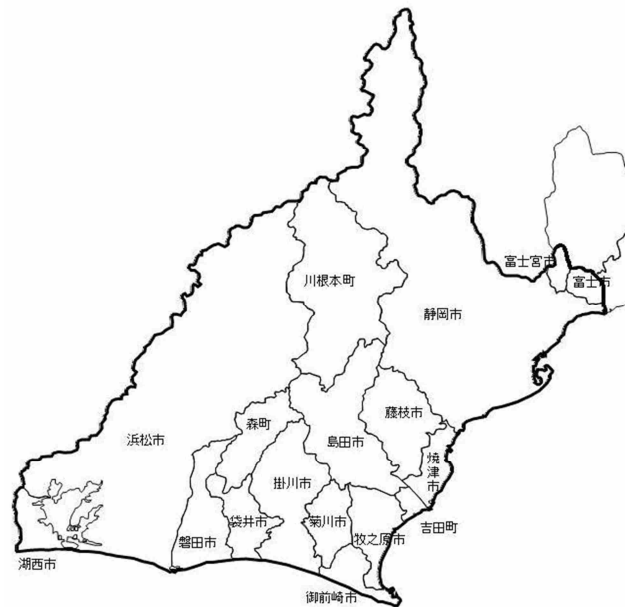 富士宮市
川根本町
富士市
静岡市
藤枝市
森町
浜松市
島田市
焼津市
掛川市
袋井市
菊川市
吉田町
磐田市
牧之原市
湖西市
御前崎市